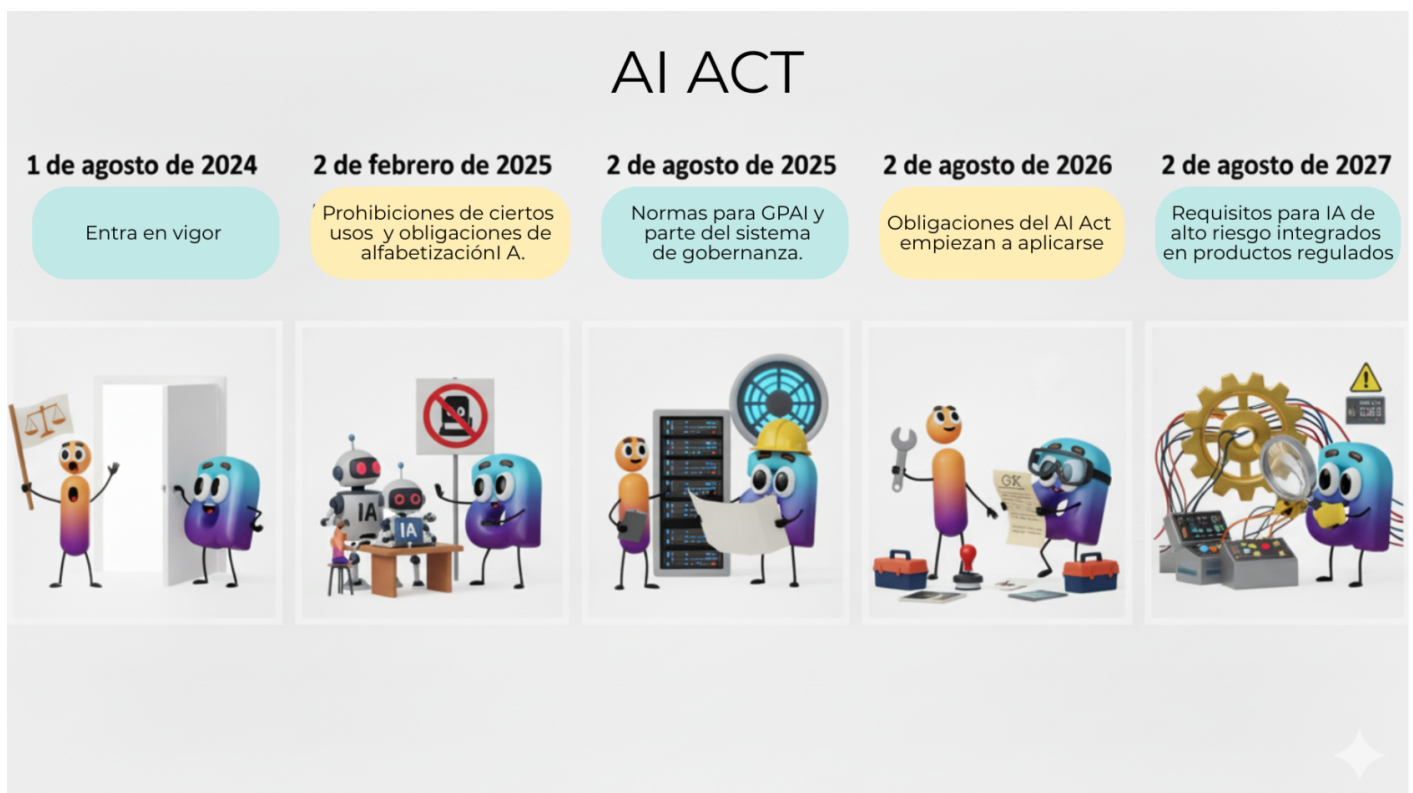 AI ACT
1 de agosto de 2024
Entra en vigor
2 de febrero de 2025
Prohibiciones de ciertos
usos y obligaciones de
alfabetizaciónI A.
2 de agosto de 2025
Normas para GPAI y
parte del sistema
de gobernanza.
2 de agosto de 2026
Obligaciones del AI Act
empiezan a aplicarse
2 de agosto de 2027
Requisitos para IA de
alto riesgo integrados
en productos regulados
IA
IA